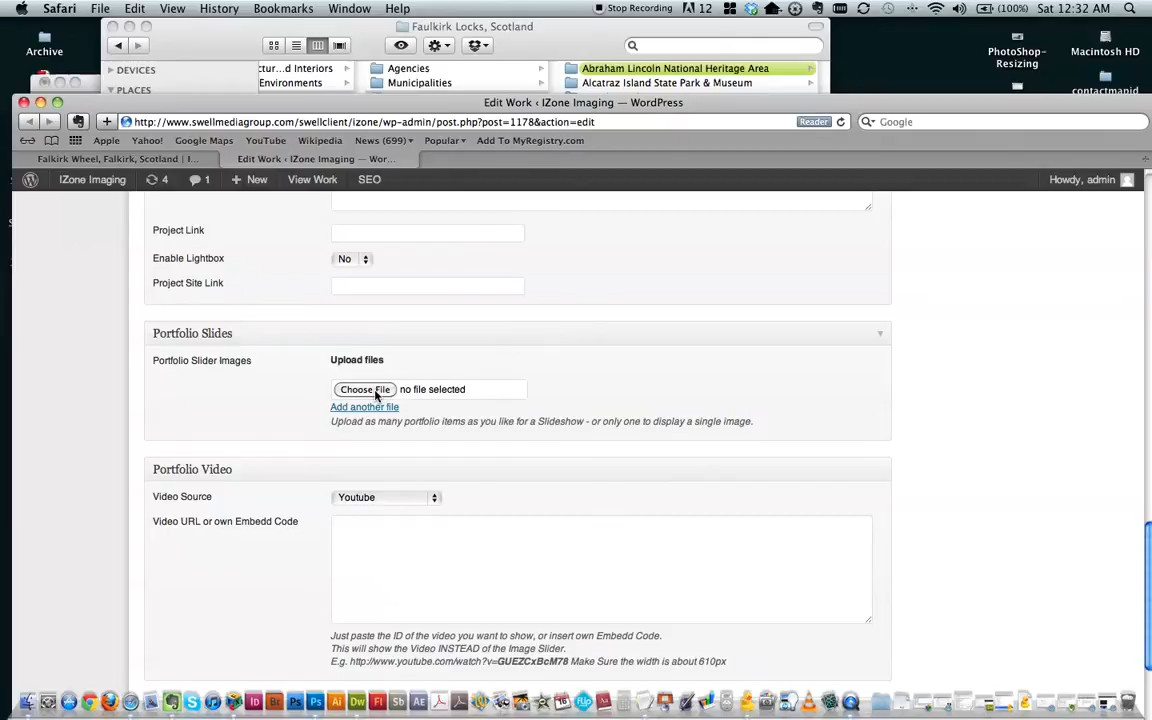 Safari File Edit View History Bookmarks Window Help Stop Recording 12 (100%) Sat 12:32 AM
Faulkirk Locks, Scotland
Archive
PhotoShop-Resizing
Macintosh HD
DEVICES
ctur...d Interiors
Agencies
Abraham Lincoln National Heritage Area
PLACES
Environments
Municipalities
Alcatraz Island State Park & Museum
contactmapid
Edit Work ‹ IZone Imaging — WordPress
http://www.swellmediagroup.com/swellclient/izone/wp-admin/post.php?post=1178&action=edit Reader Google
Apple Yahoo! Google Maps YouTube Wikipedia News (699) Popular Add To MyRegistry.com
Falkirk Wheel, Falkirk, Scotland | I... Edit Work ‹ IZone Imaging — Wor...
IZone Imaging 4 1 + New View Work SEO Howdy, admin
Project Link
Enable Lightbox No
Project Site Link
Portfolio Slides
Portfolio Slider Images Upload files
Choose File no file selected
Add another file
Upload as many portfolio items as you like for a Slideshow - or only one to display a single image.
Portfolio Video
Video Source Youtube
Video URL or own Embedd Code
Just paste the ID of the video you want to show, or insert own Embedd Code.
This will show the Video INSTEAD of the Image Slider.
E.g. http://www.youtube.com/watch?v=GUEZCxBcM78 Make Sure the width is about 610px